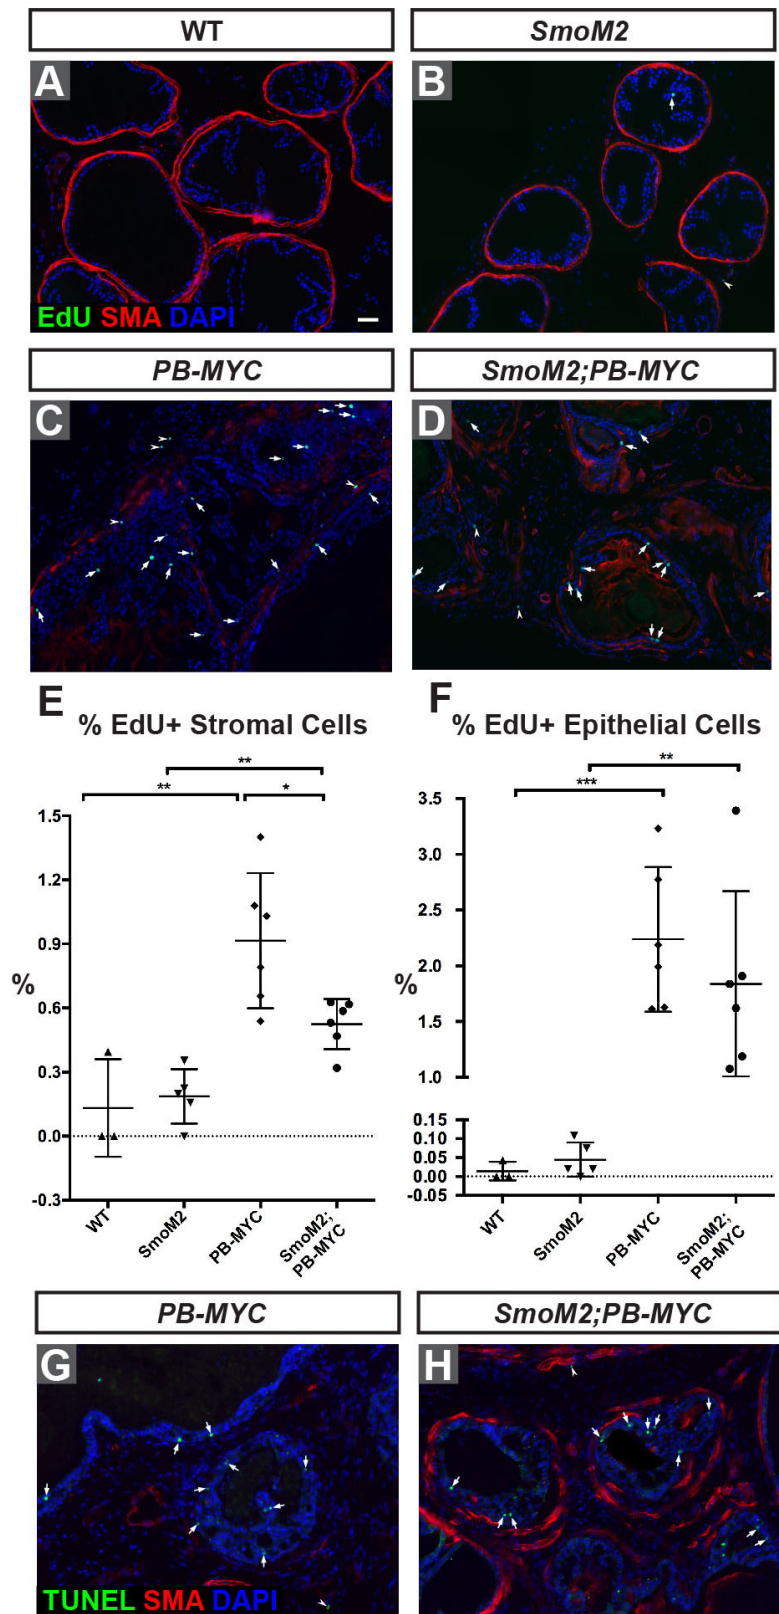 WT
SmoM2
A
B
EdU SMA DAPI
PB-MYC
SmoM2;PB-MYC
C
D
E
% EdU+ Stromal Cells
F
% EdU+ Epithelial Cells
**
**
*
1.5
1.2
0.9
0.6
0.3
0.0
-0.3
%
WT
SmoM2
PB-MYC
SmoM2;
PB-MYC
**
***
3.5
3.0
2.5
2.0
1.5
1.0
0.15
0.10
0.05
0.00
-0.05
%
WT
SmoM2
PB-MYC
SmoM2;
PB-MYC
PB-MYC
SmoM2;PB-MYC
G
H
TUNEL SMA DAPI